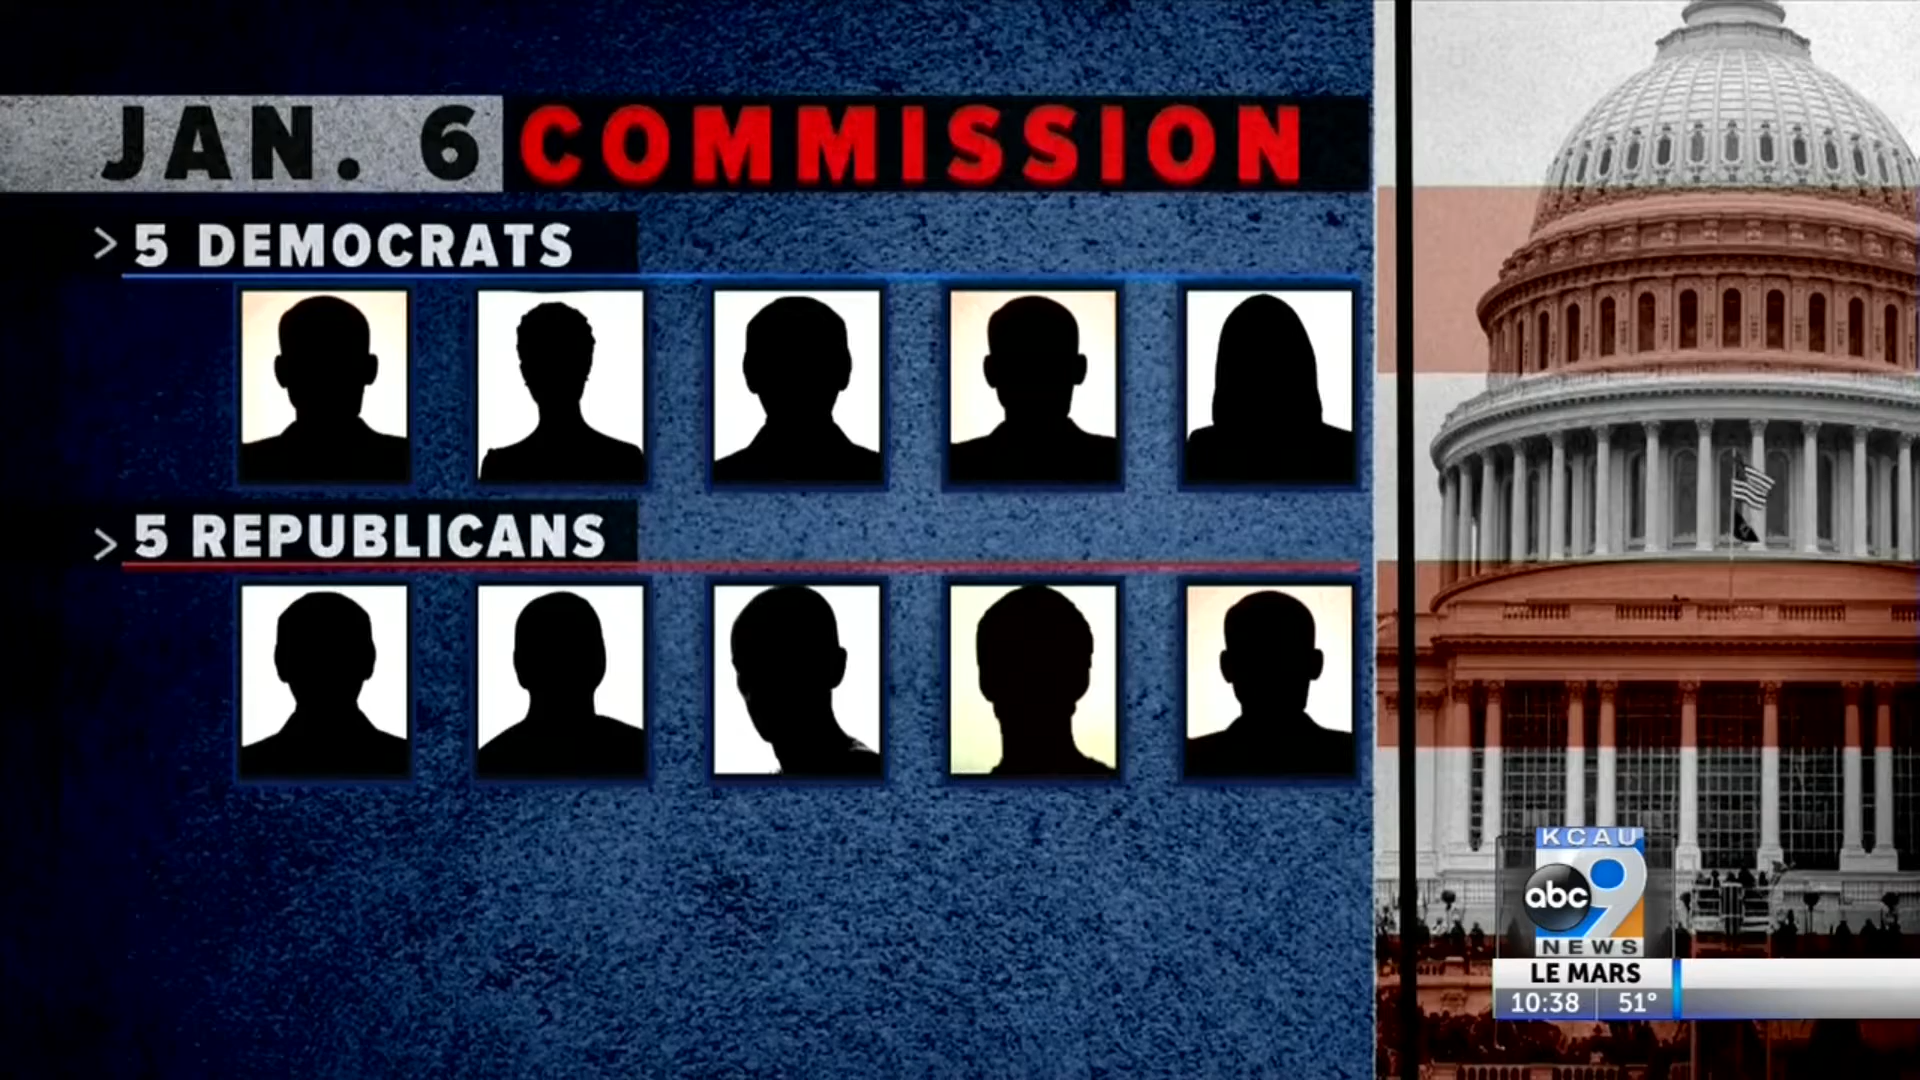 JAN. 6 COMMISSION
> 5 DEMOCRATS
> 5 REPUBLICANS
KCAU
abc 9
NEWS
LE MARS
10:38 51°